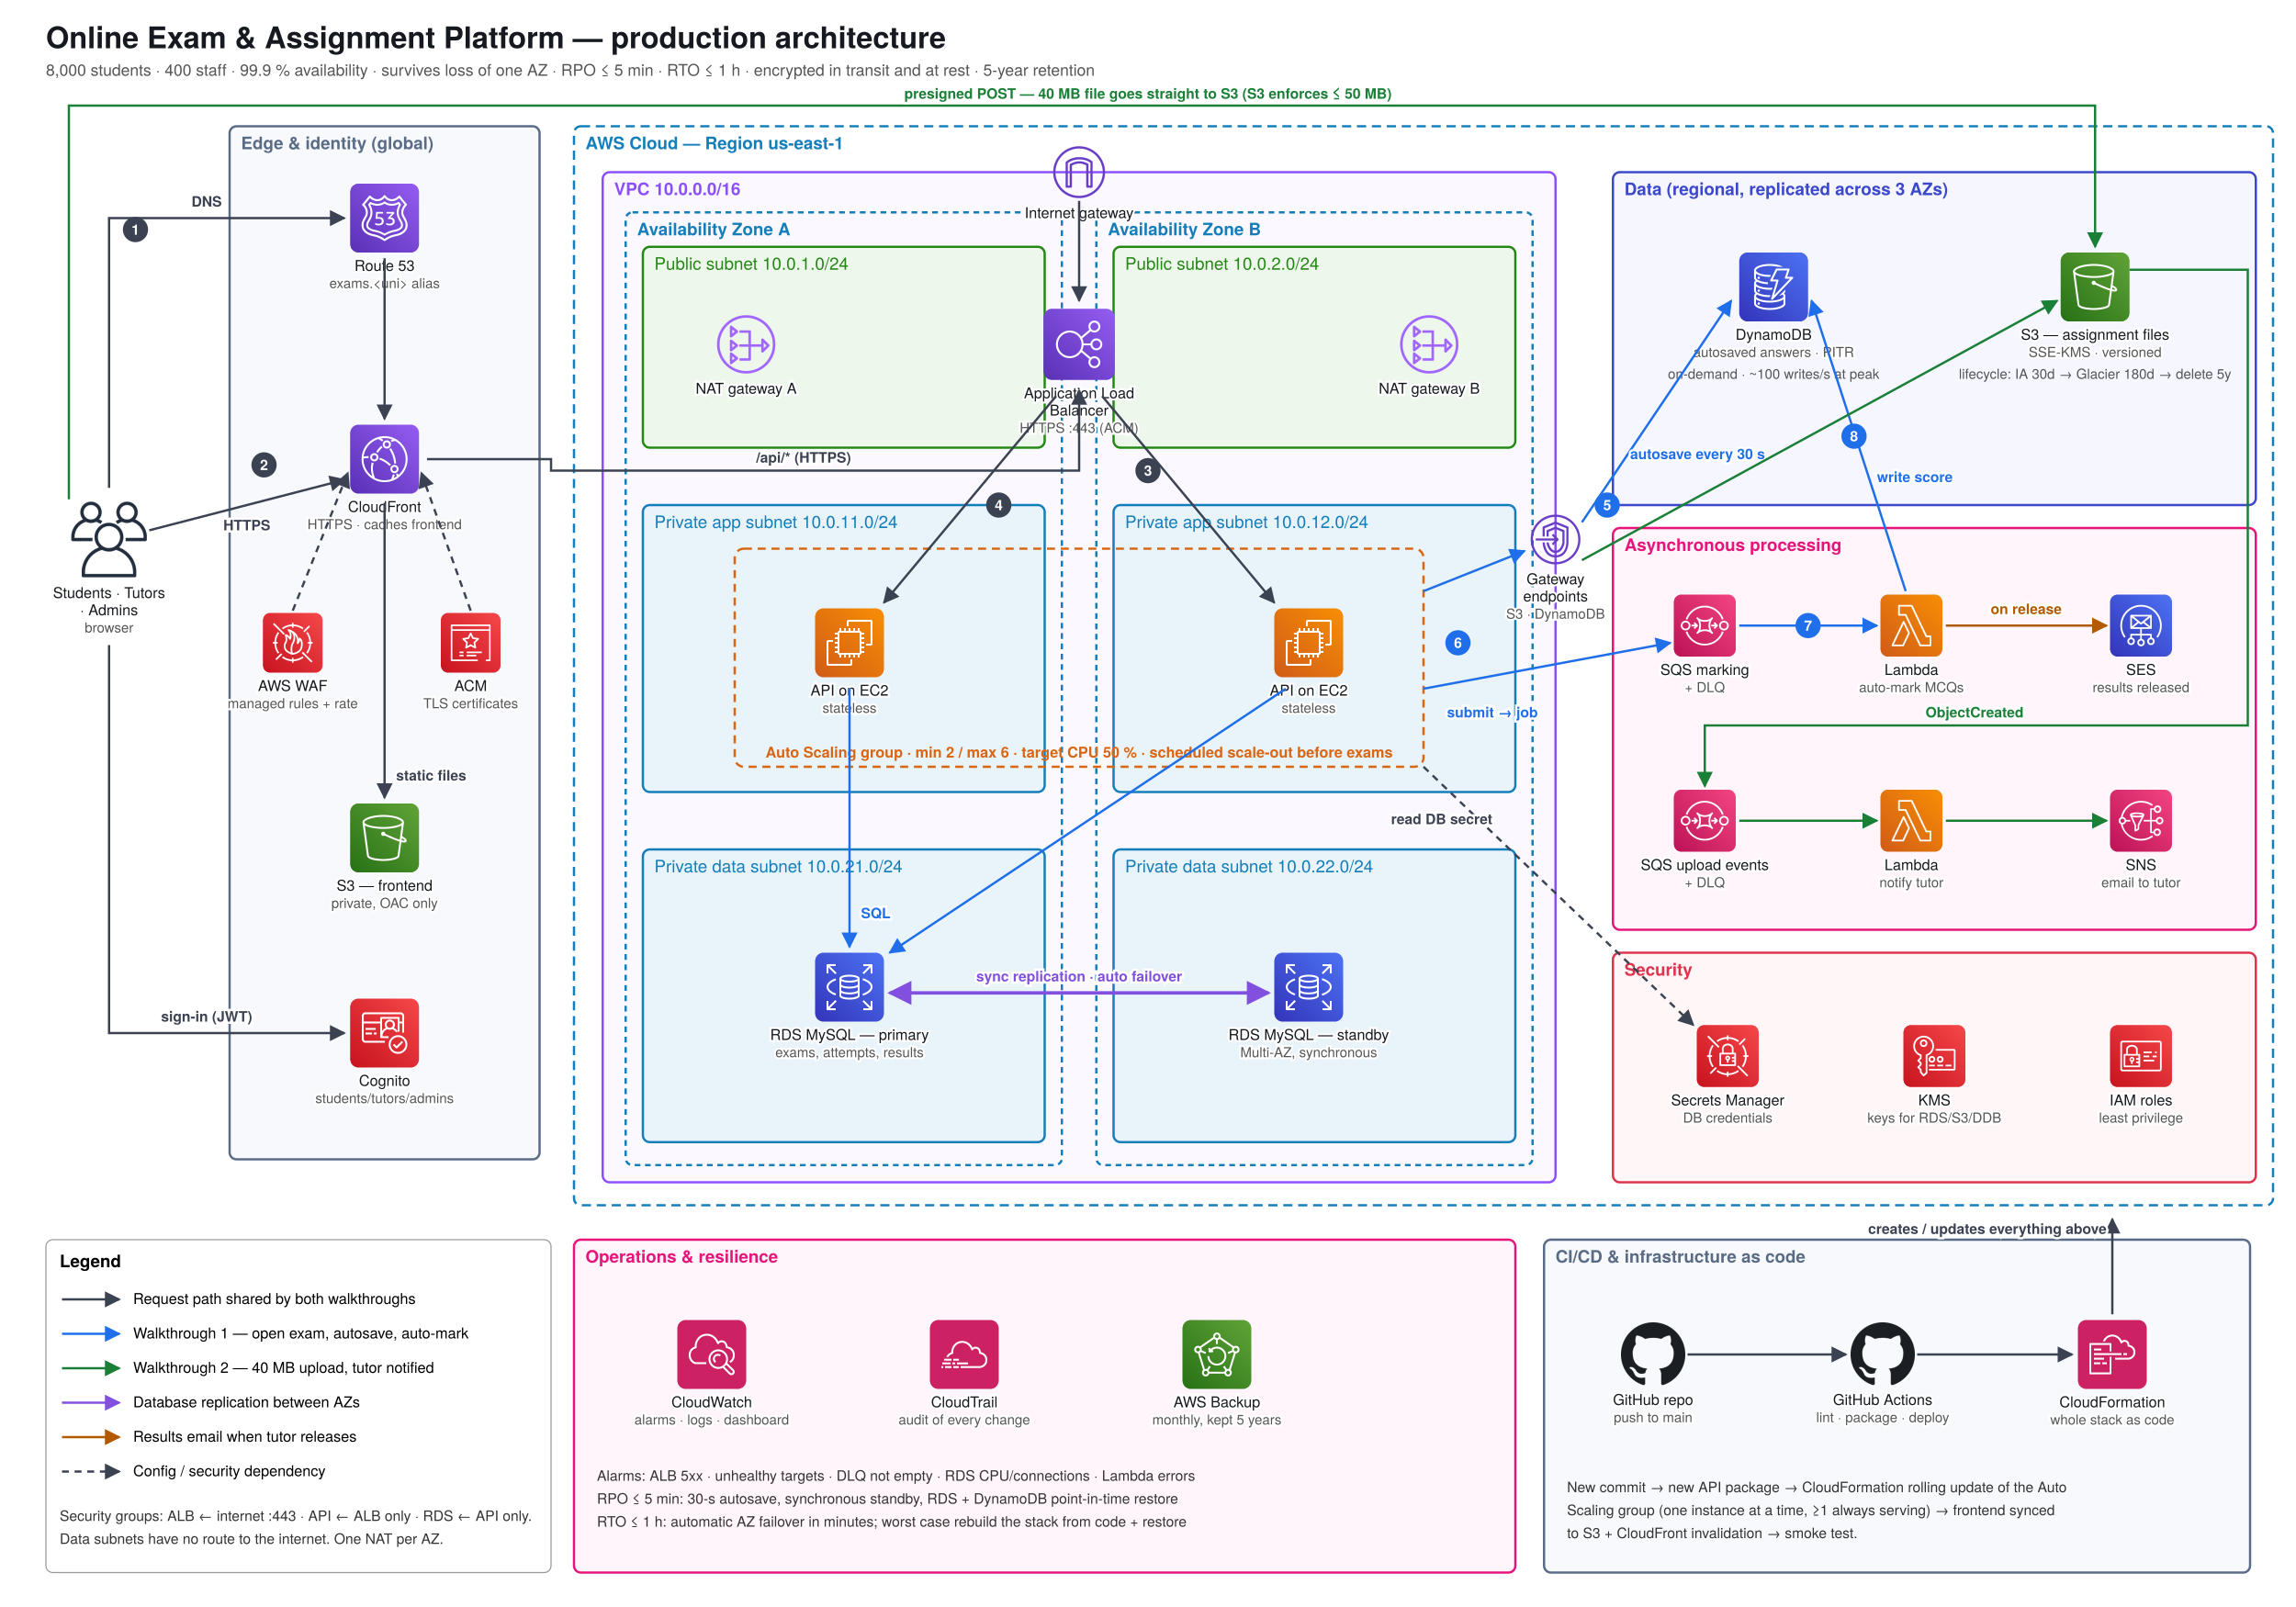 Online Exam & Assignment Platform — production architecture
8,000 students · 400 staff · 99.9 % availability · survives loss of one AZ · RPO ≤ 5 min · RTO ≤ 1 h · encrypted in transit and at rest · 5-year retention
presigned POST — 40 MB file goes straight to S3 (S3 enforces ≤ 50 MB)
Edge & identity (global)
DNS
1
53
Route 53
exams.<uni> alias
2
HTTPS
CloudFront
HTTPS · caches frontend
Students · Tutors
· Admins
browser
AWS WAF
managed rules + rate
ACM
TLS certificates
static files
S3 — frontend
private, OAC only
sign-in (JWT)
Cognito
students/tutors/admins
AWS Cloud — Region us-east-1
VPC 10.0.0.0/16
Internet gateway
Availability Zone A
Availability Zone B
Public subnet 10.0.1.0/24
Public subnet 10.0.2.0/24
NAT gateway A
NAT gateway B
Application Load
Balancer
HTTPS :443 (ACM)
/api/* (HTTPS)
3
4
Private app subnet 10.0.11.0/24
Private app subnet 10.0.12.0/24
API on EC2
stateless
API on EC2
stateless
Auto Scaling group · min 2 / max 6 · target CPU 50 % · scheduled scale-out before exams
Gateway
endpoints
S3 · DynamoDB
5
6
submit → job
read DB secret
Private data subnet 10.0.21.0/24
Private data subnet 10.0.22.0/24
SQL
sync replication · auto failover
RDS MySQL — primary
exams, attempts, results
RDS MySQL — standby
Multi-AZ, synchronous
Data (regional, replicated across 3 AZs)
DynamoDB
autosaved answers · PITR
on-demand · ~100 writes/s at peak
S3 — assignment files
SSE-KMS · versioned
lifecycle: IA 30d → Glacier 180d → delete 5y
8
autosave every 30 s
write score
Asynchronous processing
SQS marking
+ DLQ
7
Lambda
auto-mark MCQs
on release
SES
results released
ObjectCreated
SQS upload events
+ DLQ
Lambda
notify tutor
SNS
email to tutor
Security
Secrets Manager
DB credentials
KMS
keys for RDS/S3/DDB
IAM roles
least privilege
creates / updates everything above
Legend
Request path shared by both walkthroughs
Walkthrough 1 — open exam, autosave, auto-mark
Walkthrough 2 — 40 MB upload, tutor notified
Database replication between AZs
Results email when tutor releases
Config / security dependency
Security groups: ALB ← internet :443 · API ← ALB only · RDS ← API only.
Data subnets have no route to the internet. One NAT per AZ.
Operations & resilience
CloudWatch
alarms · logs · dashboard
CloudTrail
audit of every change
AWS Backup
monthly, kept 5 years
Alarms: ALB 5xx · unhealthy targets · DLQ not empty · RDS CPU/connections · Lambda errors
RPO ≤ 5 min: 30-s autosave, synchronous standby, RDS + DynamoDB point-in-time restore
RTO ≤ 1 h: automatic AZ failover in minutes; worst case rebuild the stack from code + restore
CI/CD & infrastructure as code
GitHub repo
push to main
GitHub Actions
lint · package · deploy
CloudFormation
whole stack as code
New commit → new API package → CloudFormation rolling update of the Auto
Scaling group (one instance at a time, ≥1 always serving) → frontend synced
to S3 + CloudFront invalidation → smoke test.